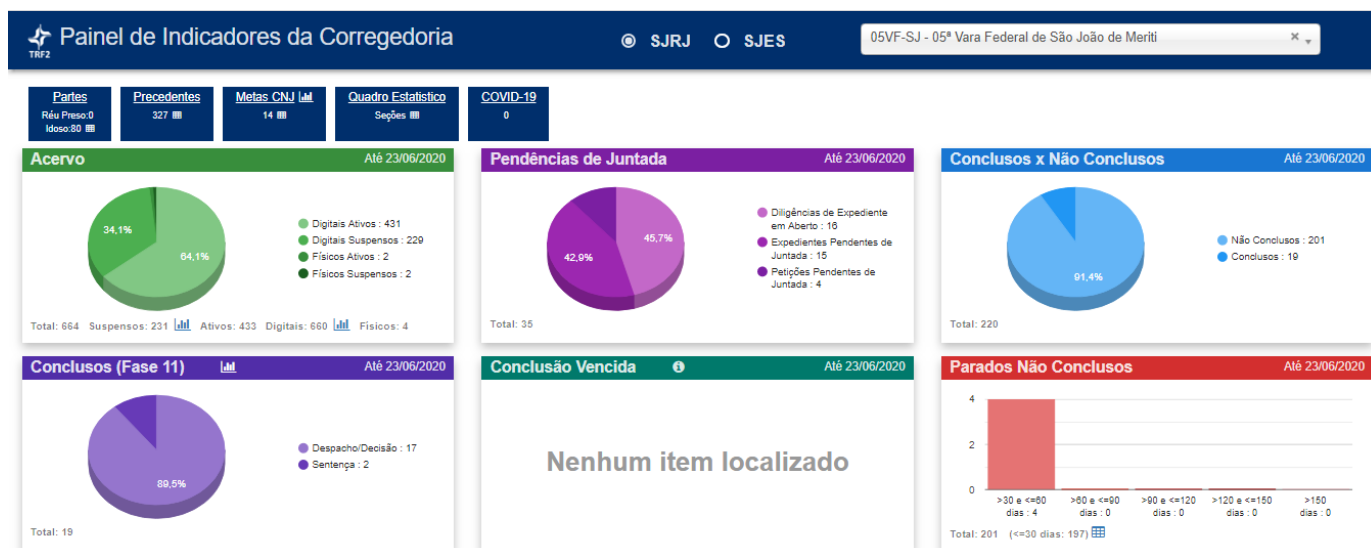 TRF2
Painel de Indicadores da Corregedoria
SJRJ SJES
05VF-SJ - 05ª Vara Federal de São João de Meriti ×
Partes
Réu Preso:0
Idoso:80
Precedentes
327
Metas CNJ
14
Quadro Estatistico
Seções
COVID-19
0
Acervo Até 23/06/2020
34,1%
64,1%
Digitais Ativos : 431
Digitais Suspensos : 229
Físicos Ativos : 2
Físicos Suspensos : 2
Total: 664 Suspensos: 231 Ativos: 433 Digitais: 660 Físicos: 4
Pendências de Juntada Até 23/06/2020
45,7%
42,9%
Diligências de Expediente
em Aberto : 16
Expedientes Pendentes de
Juntada : 15
Petições Pendentes de
Juntada : 4
Total: 35
Conclusos x Não Conclusos Até 23/06/2020
91,4%
Não Conclusos : 201
Conclusos : 19
Total: 220
Conclusos (Fase 11) Até 23/06/2020
89,5%
Despacho/Decisão : 17
Sentença : 2
Total: 19
Conclusão Vencida Até 23/06/2020
Nenhum item localizado
Parados Não Conclusos Até 23/06/2020
4
2
0
>30 e <=60 >60 e <=90 >90 e <=120 >120 e <=150 >150
dias : 4 dias : 0 dias : 0 dias : 0 dias : 0
Total: 201 (<=30 dias: 197)